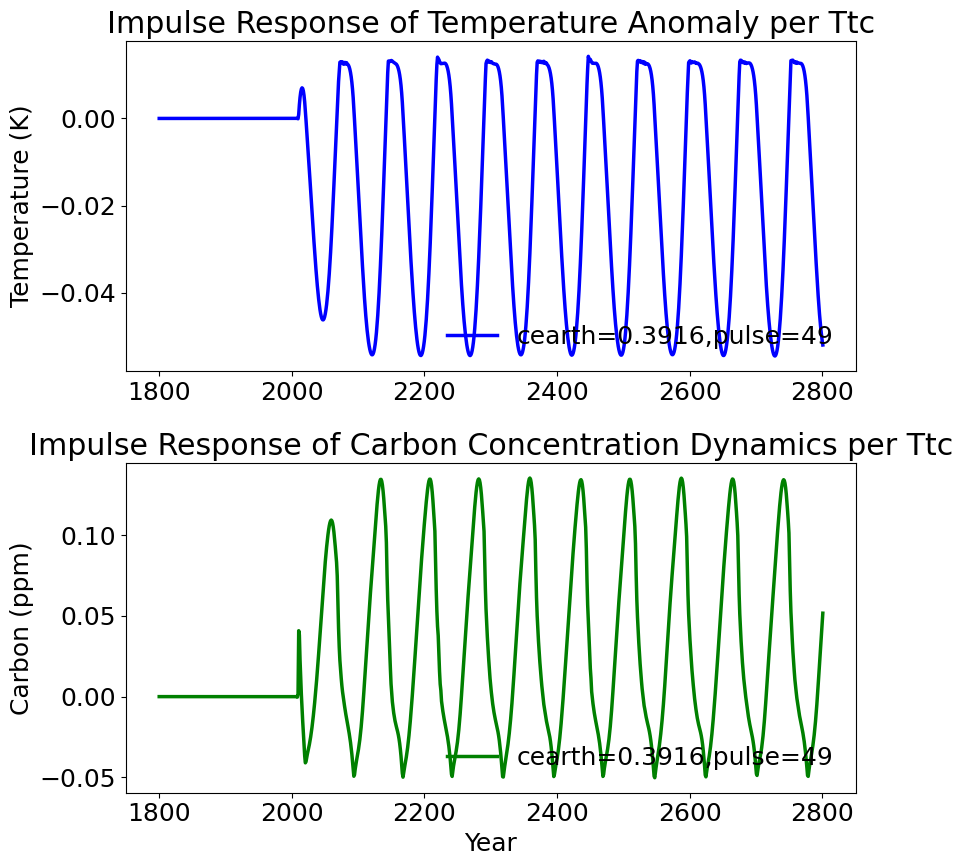 Impulse Response of Temperature Anomaly per Ttc
Temperature (K)
0.00
−0.02
−0.04
cearth=0.3916,pulse=49
1800 2000 2200 2400 2600 2800
Impulse Response of Carbon Concentration Dynamics per Ttc
Carbon (ppm)
0.10
0.05
0.00
−0.05
cearth=0.3916,pulse=49
1800 2000 2200 2400 2600 2800
Year